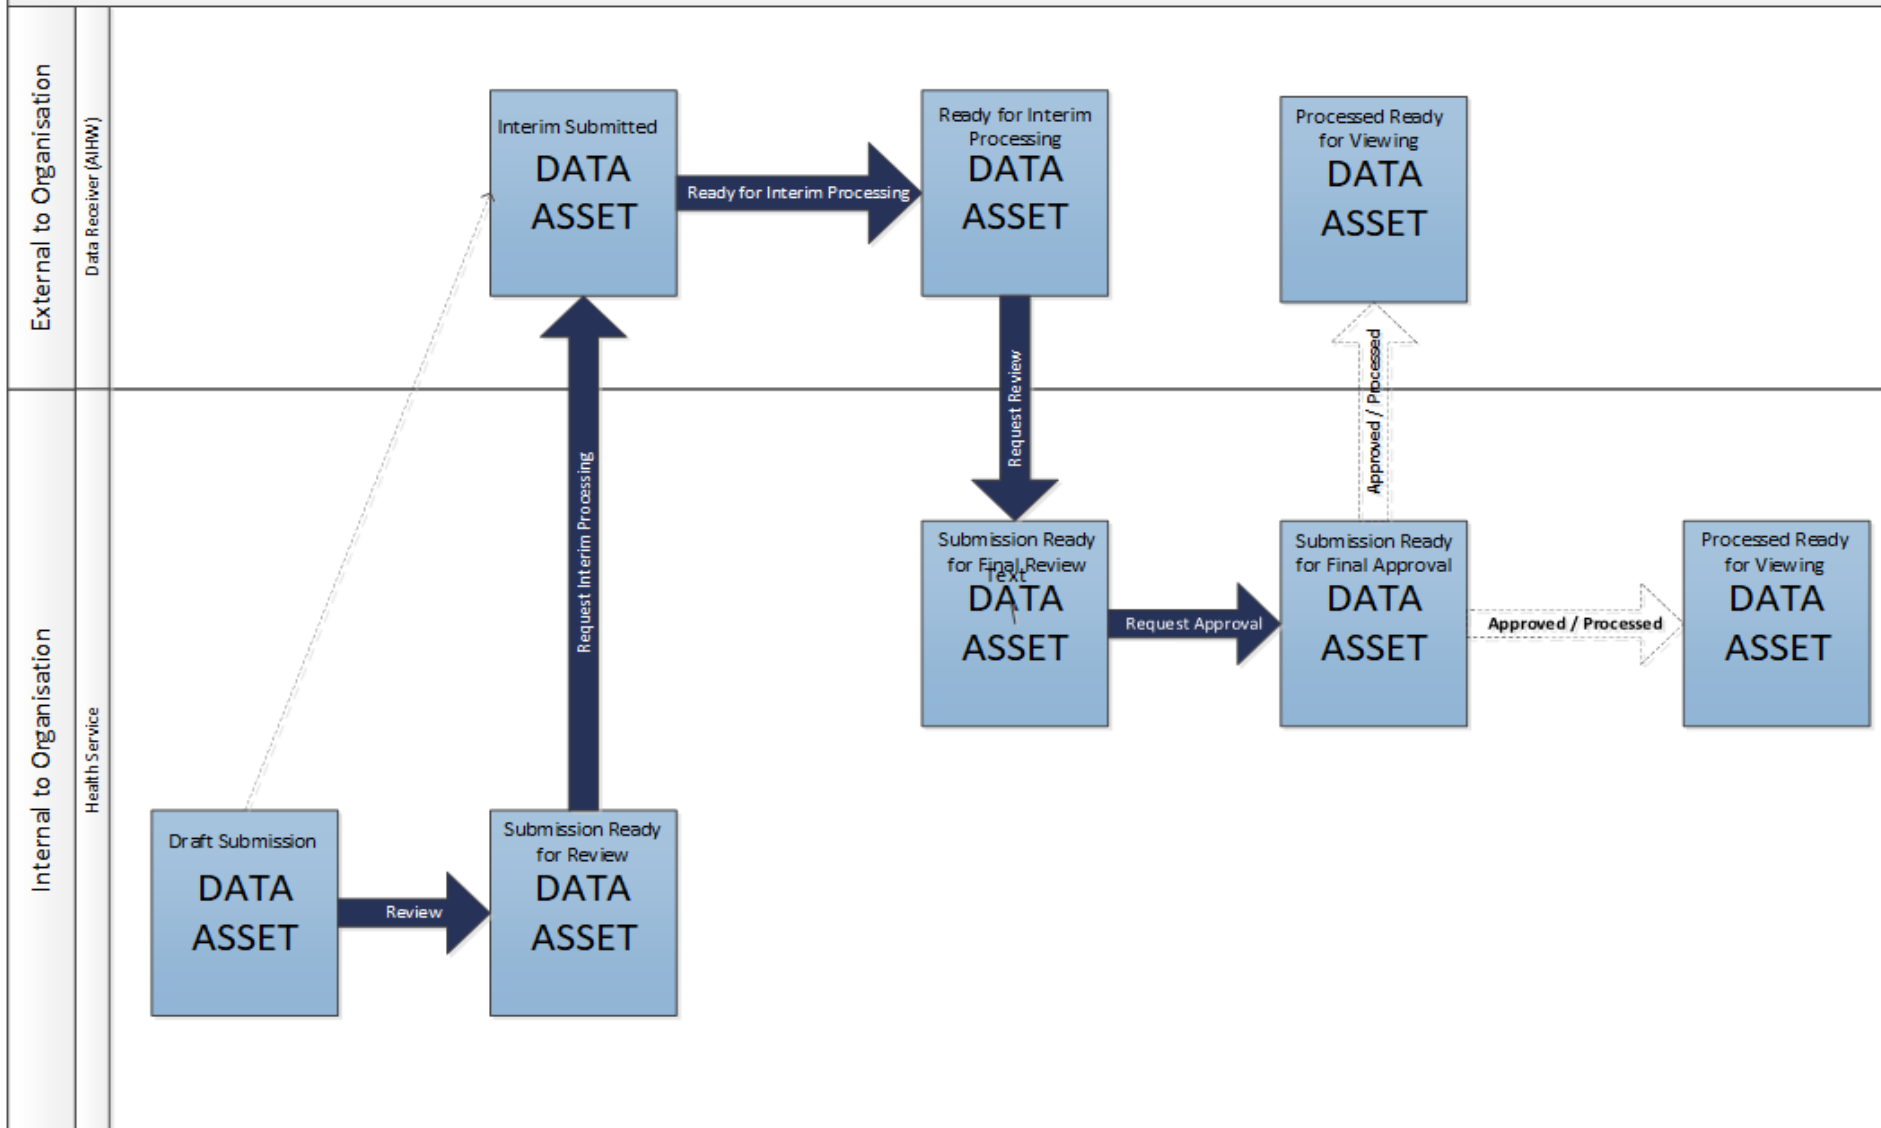 External to Organisation
Data Receiver (AIHW)
Interim Submitted
DATA
ASSET
Ready for Interim Processing
Ready for Interim
Processing
DATA
ASSET
Processed Ready
for Viewing
DATA
ASSET
Request Interim Processing
Request Review
Approved / Processed
Internal to Organisation
Health Service
Submission Ready
for Final Review
Text
DATA
ASSET
Request Approval
Submission Ready
for Final Approval
DATA
ASSET
Approved / Processed
Processed Ready
for Viewing
DATA
ASSET
Draft Submission
DATA
ASSET
Review
Submission Ready
for Review
DATA
ASSET